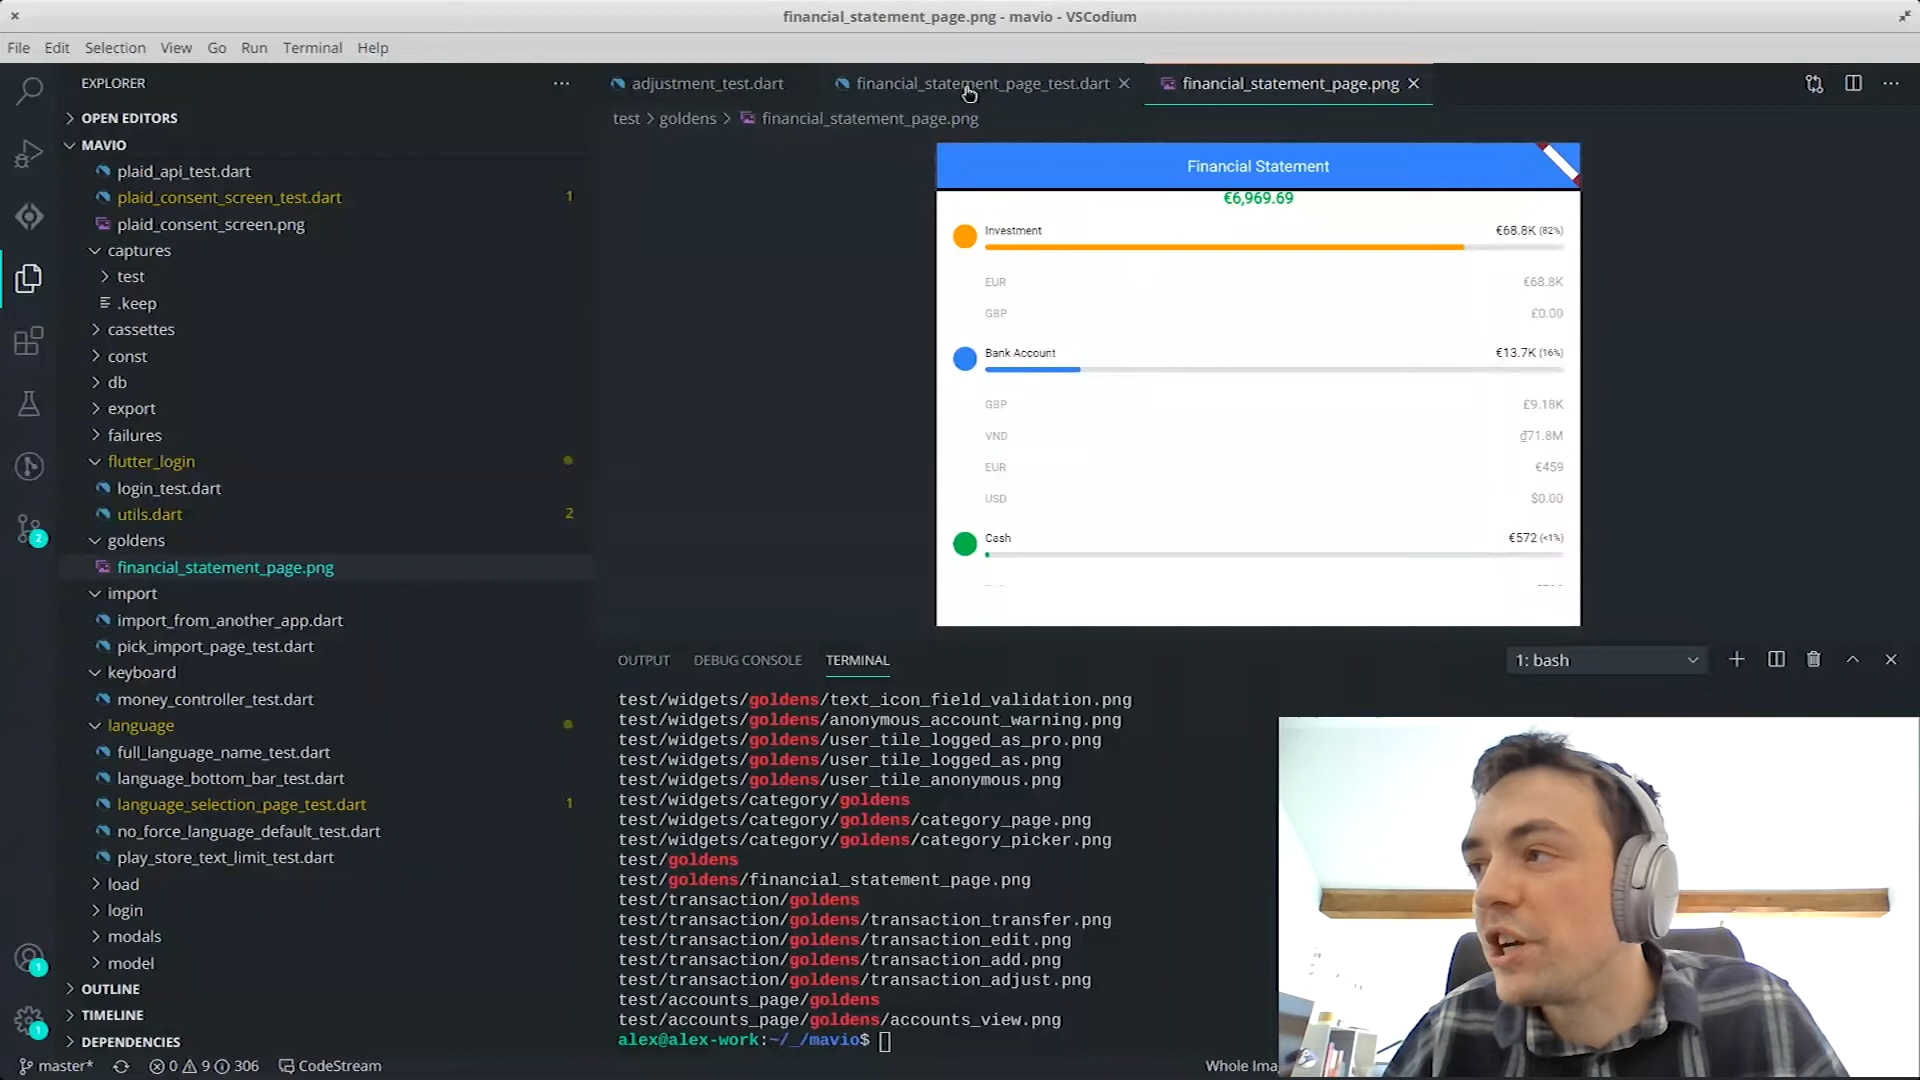 financial_statement_page.png - mavio - VSCodium
File Edit Selection View Go Run Terminal Help
EXPLORER
OPEN EDITORS
MAVIO
plaid_api_test.dart
plaid_consent_screen_test.dart 1
plaid_consent_screen.png
captures
test
.keep
cassettes
const
db
export
failures
flutter_login
login_test.dart
utils.dart 2
goldens
financial_statement_page.png
import
import_from_another_app.dart
pick_import_page_test.dart
keyboard
money_controller_test.dart
language
full_language_name_test.dart
language_bottom_bar_test.dart
language_selection_page_test.dart 1
no_force_language_default_test.dart
play_store_text_limit_test.dart
load
login
modals
model
OUTLINE
TIMELINE
DEPENDENCIES
2
1
1
adjustment_test.dart financial_statement_page_test.dart financial_statement_page.png
test > goldens > financial_statement_page.png
Financial Statement
€6,969.69
Investment €68.8K (82%)
EUR €68.8K
GBP £0.00
Bank Account €13.7K (16%)
GBP £9.18K
VND ₫71.8M
EUR €459
USD $0.00
Cash €572 (<1%)
OUTPUT DEBUG CONSOLE TERMINAL 1: bash
test/widgets/goldens/text_icon_field_validation.png
test/widgets/goldens/anonymous_account_warning.png
test/widgets/goldens/user_tile_logged_as_pro.png
test/widgets/goldens/user_tile_logged_as.png
test/widgets/goldens/user_tile_anonymous.png
test/widgets/category/goldens
test/widgets/category/goldens/category_page.png
test/widgets/category/goldens/category_picker.png
test/goldens
test/goldens/financial_statement_page.png
test/transaction/goldens
test/transaction/goldens/transaction_transfer.png
test/transaction/goldens/transaction_edit.png
test/transaction/goldens/transaction_add.png
test/transaction/goldens/transaction_adjust.png
test/accounts_page/goldens
test/accounts_page/goldens/accounts_view.png
alex@alex-work:~/_/mavio$
master* 0 9 306 CodeStream Whole